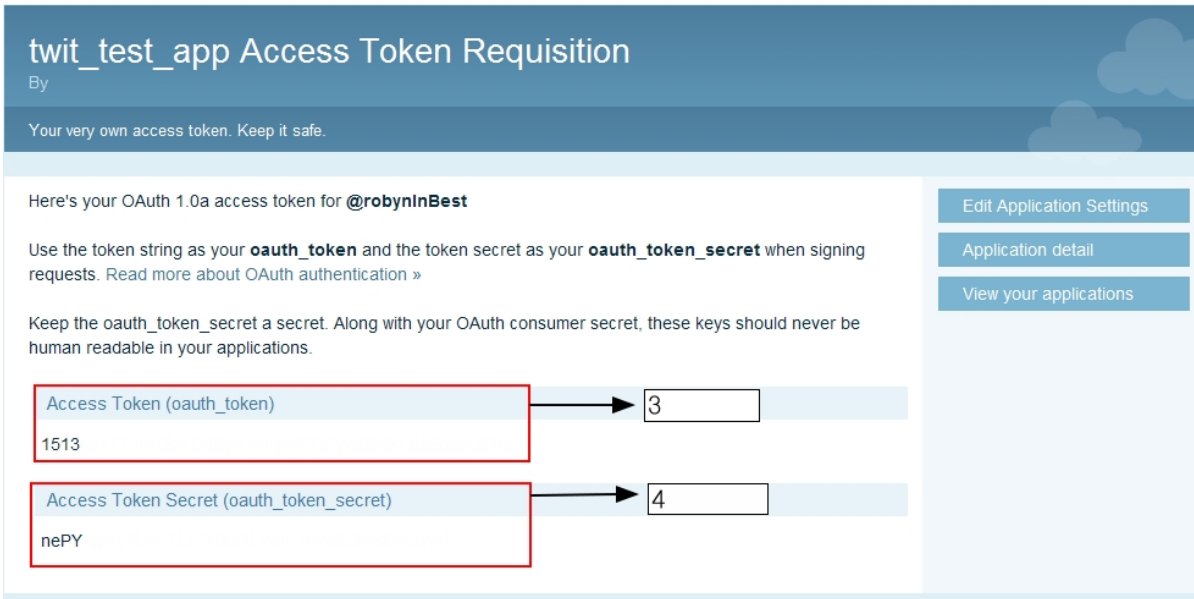 twit_test_app Access Token Requisition
By
Your very own access token. Keep it safe.
Here's your OAuth 1.0a access token for @robynInBest
Use the token string as your oauth_token and the token secret as your oauth_token_secret when signing
requests. Read more about OAuth authentication »
Keep the oauth_token_secret a secret. Along with your OAuth consumer secret, these keys should never be
human readable in your applications.
Access Token (oauth_token)
3
1513
Access Token Secret (oauth_token_secret)
4
nePY
Edit Application Settings
Application detail
View your applications